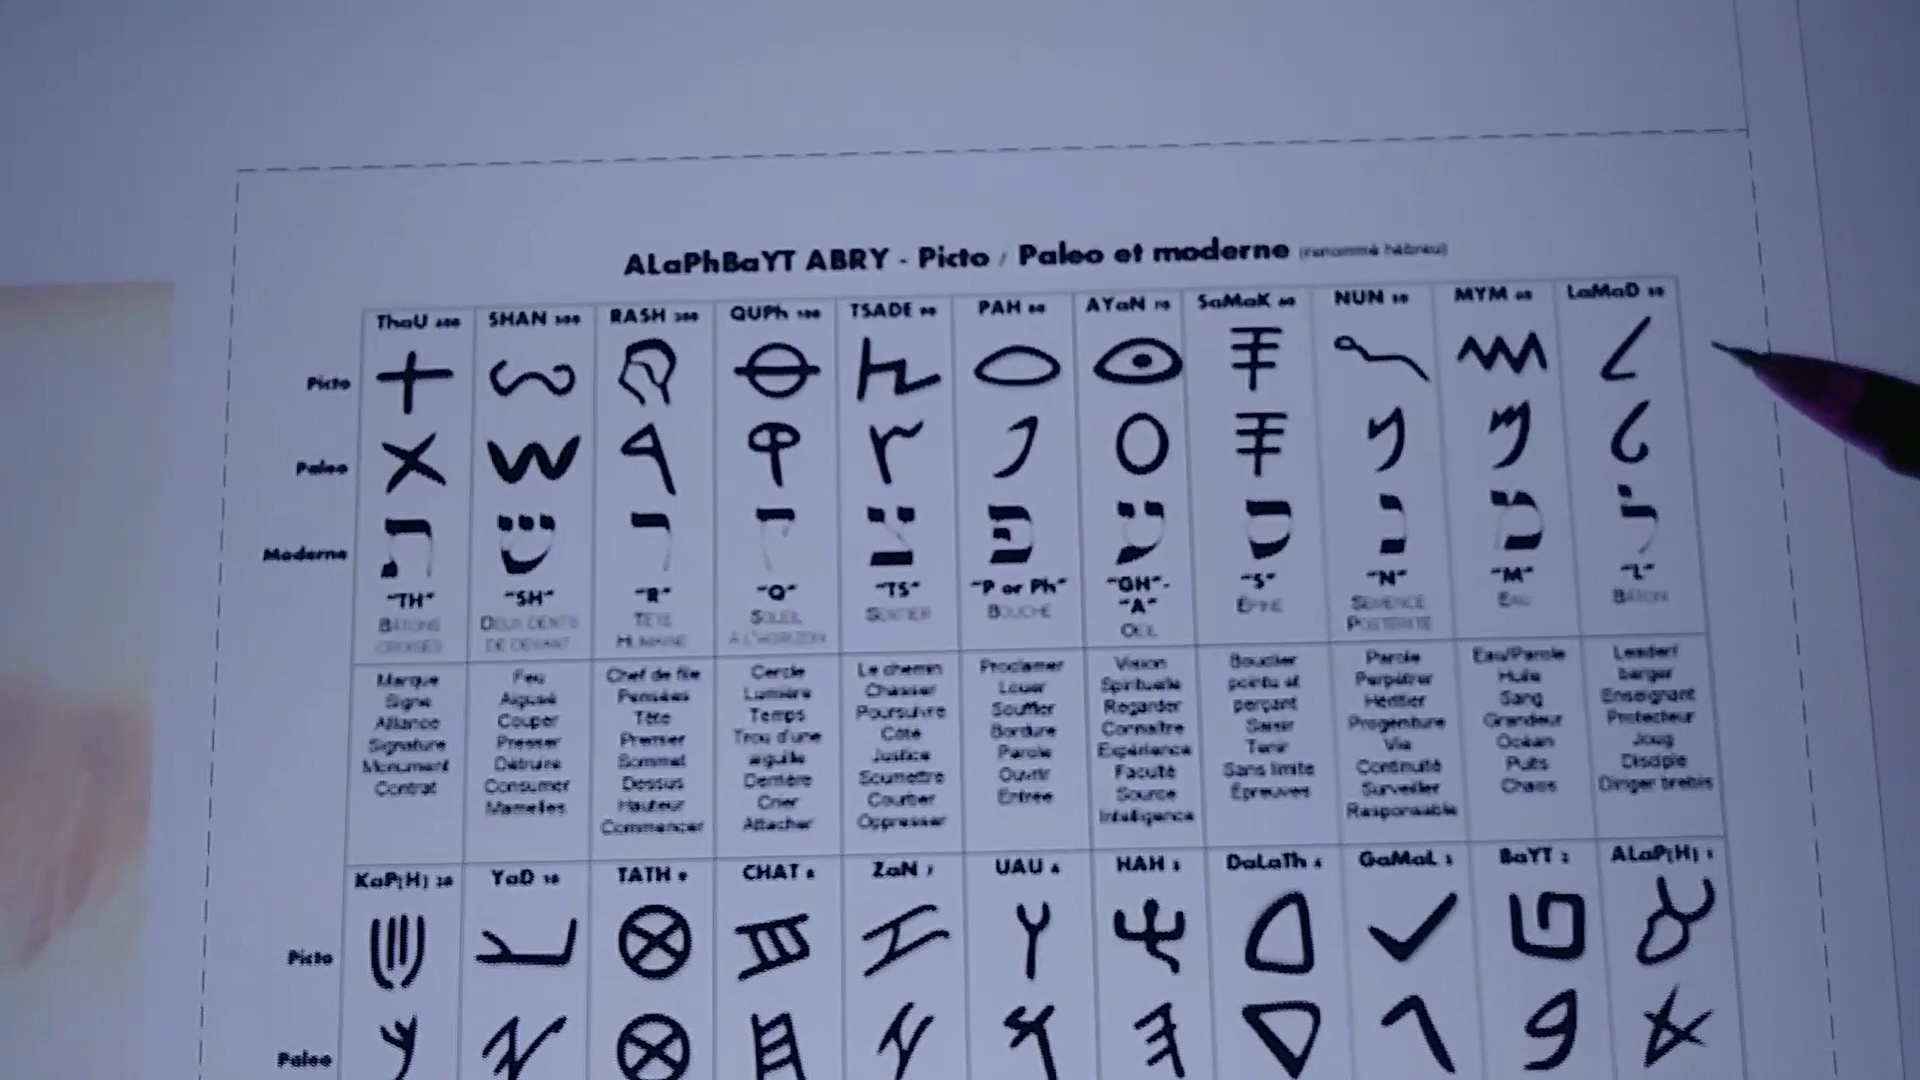 ALaPhBaYT ABRY - Picto / Paleo et moderne (renommé hébreu)
ThaU 400 SHAN 300 RASH 200 QUPh 100 TSADE 90 PAH 80 AYaN 70 SaMaK 60 NUN 50 MYM 40 LaMaD 30
Picto
Paleo
Moderne ת ש ר ק צ פ ע ס נ מ ל
"TH" "SH" "R" "Q" "TS" "P or Ph" "GH"- "A" "S" "N" "M" "L"
BÂTONS CROISÉS
DEUX DENTS DE DEVANT
TÊTE HUMAINE
SOLEIL A L'HORIZON
SENTIER
BOUCHE
OEIL
ÉPINE
SEMENCE POSTÉRITÉ
EAU
BÂTON
Marque
Signe
Alliance
Signature
Monument
Contrat
Feu
Aiguisé
Couper
Presser
Détruire
Consumer
Mamelles
Chef de file
Pensées
Tête
Premier
Sommet
Dessus
Hauteur
Commencer
Cercle
Lumière
Temps
Trou d'une
aiguille
Derrière
Crier
Attacher
Le chemin
Chasser
Poursuivre
Côté
Justice
Soumettre
Courber
Oppresser
Proclamer
Louer
Souffler
Bordure
Parole
Ouvrir
Entrée
Vision
Spirituelle
Regarder
Connaître
Expérience
Faculté
Source
Intelligence
Bouclier
pointu et
perçant
Saisir
Tenir
Sans limite
Épreuves
Parole
Perpétrer
Héritier
Progéniture
Vie
Continuité
Surveiller
Responsable
Eau/Parole
Huile
Sang
Grandeur
Océan
Puits
Chaos
Leader/
berger
Enseignant
Protecteur
Joug
Disciple
Diriger brebis
KaP(H) 20 YaD 10 TATH 9 CHAT 8 ZaN 7 UAU 6 HAH 5 DaLaTh 4 GaMaL 3 BaYT 2 ALaP(H) 1
Picto
Paleo